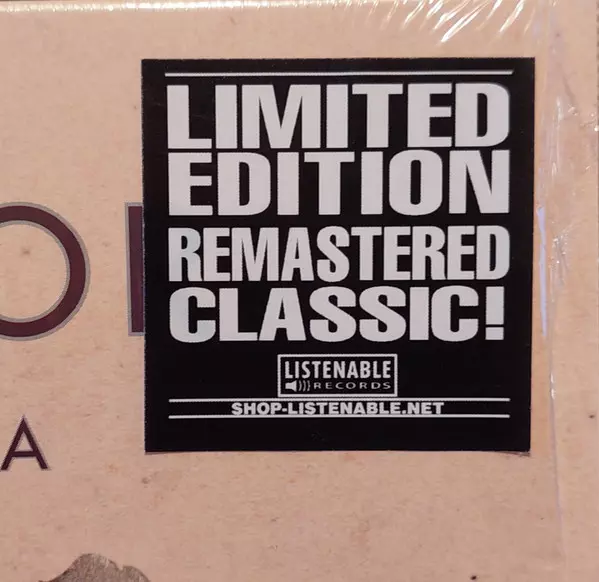 LIMITED
EDITION
REMASTERED
CLASSIC!
LISTENABLE
RECORDS
SHOP-LISTENABLE.NET
O
A